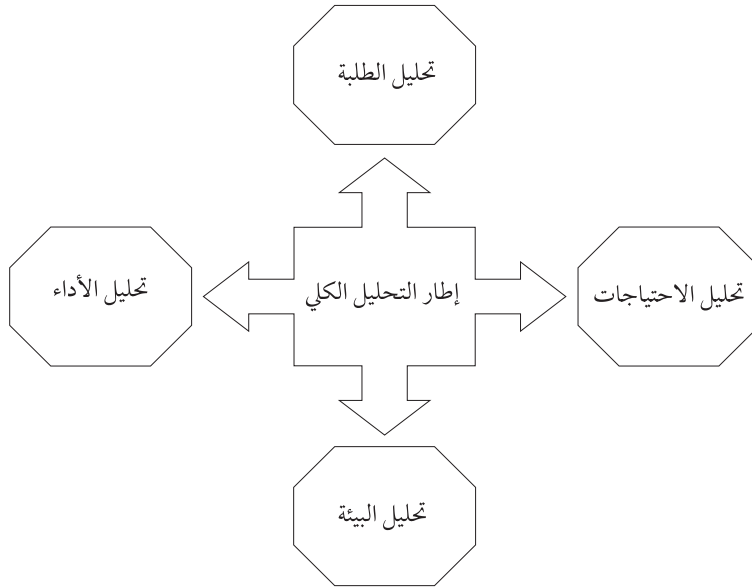 تحليل الطلبة
تحليل الاحتياجات
إطار التحليل الكلي
تحليل الأداء
تحليل البيئة